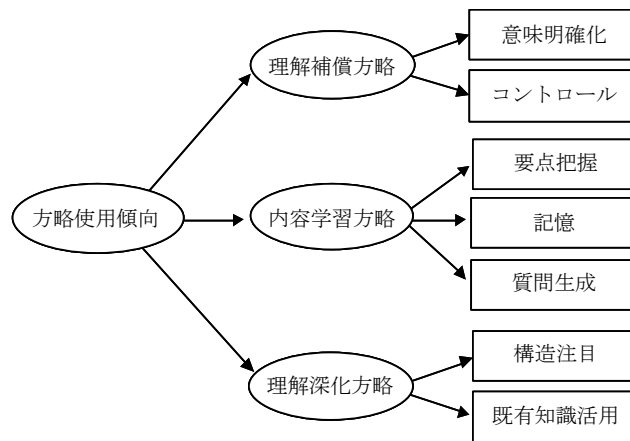 方略使用傾向
理解補償方略
意味明確化
コントロール
内容学習方略
要点把握
記憶
質問生成
理解深化方略
構造注目
既有知識活用